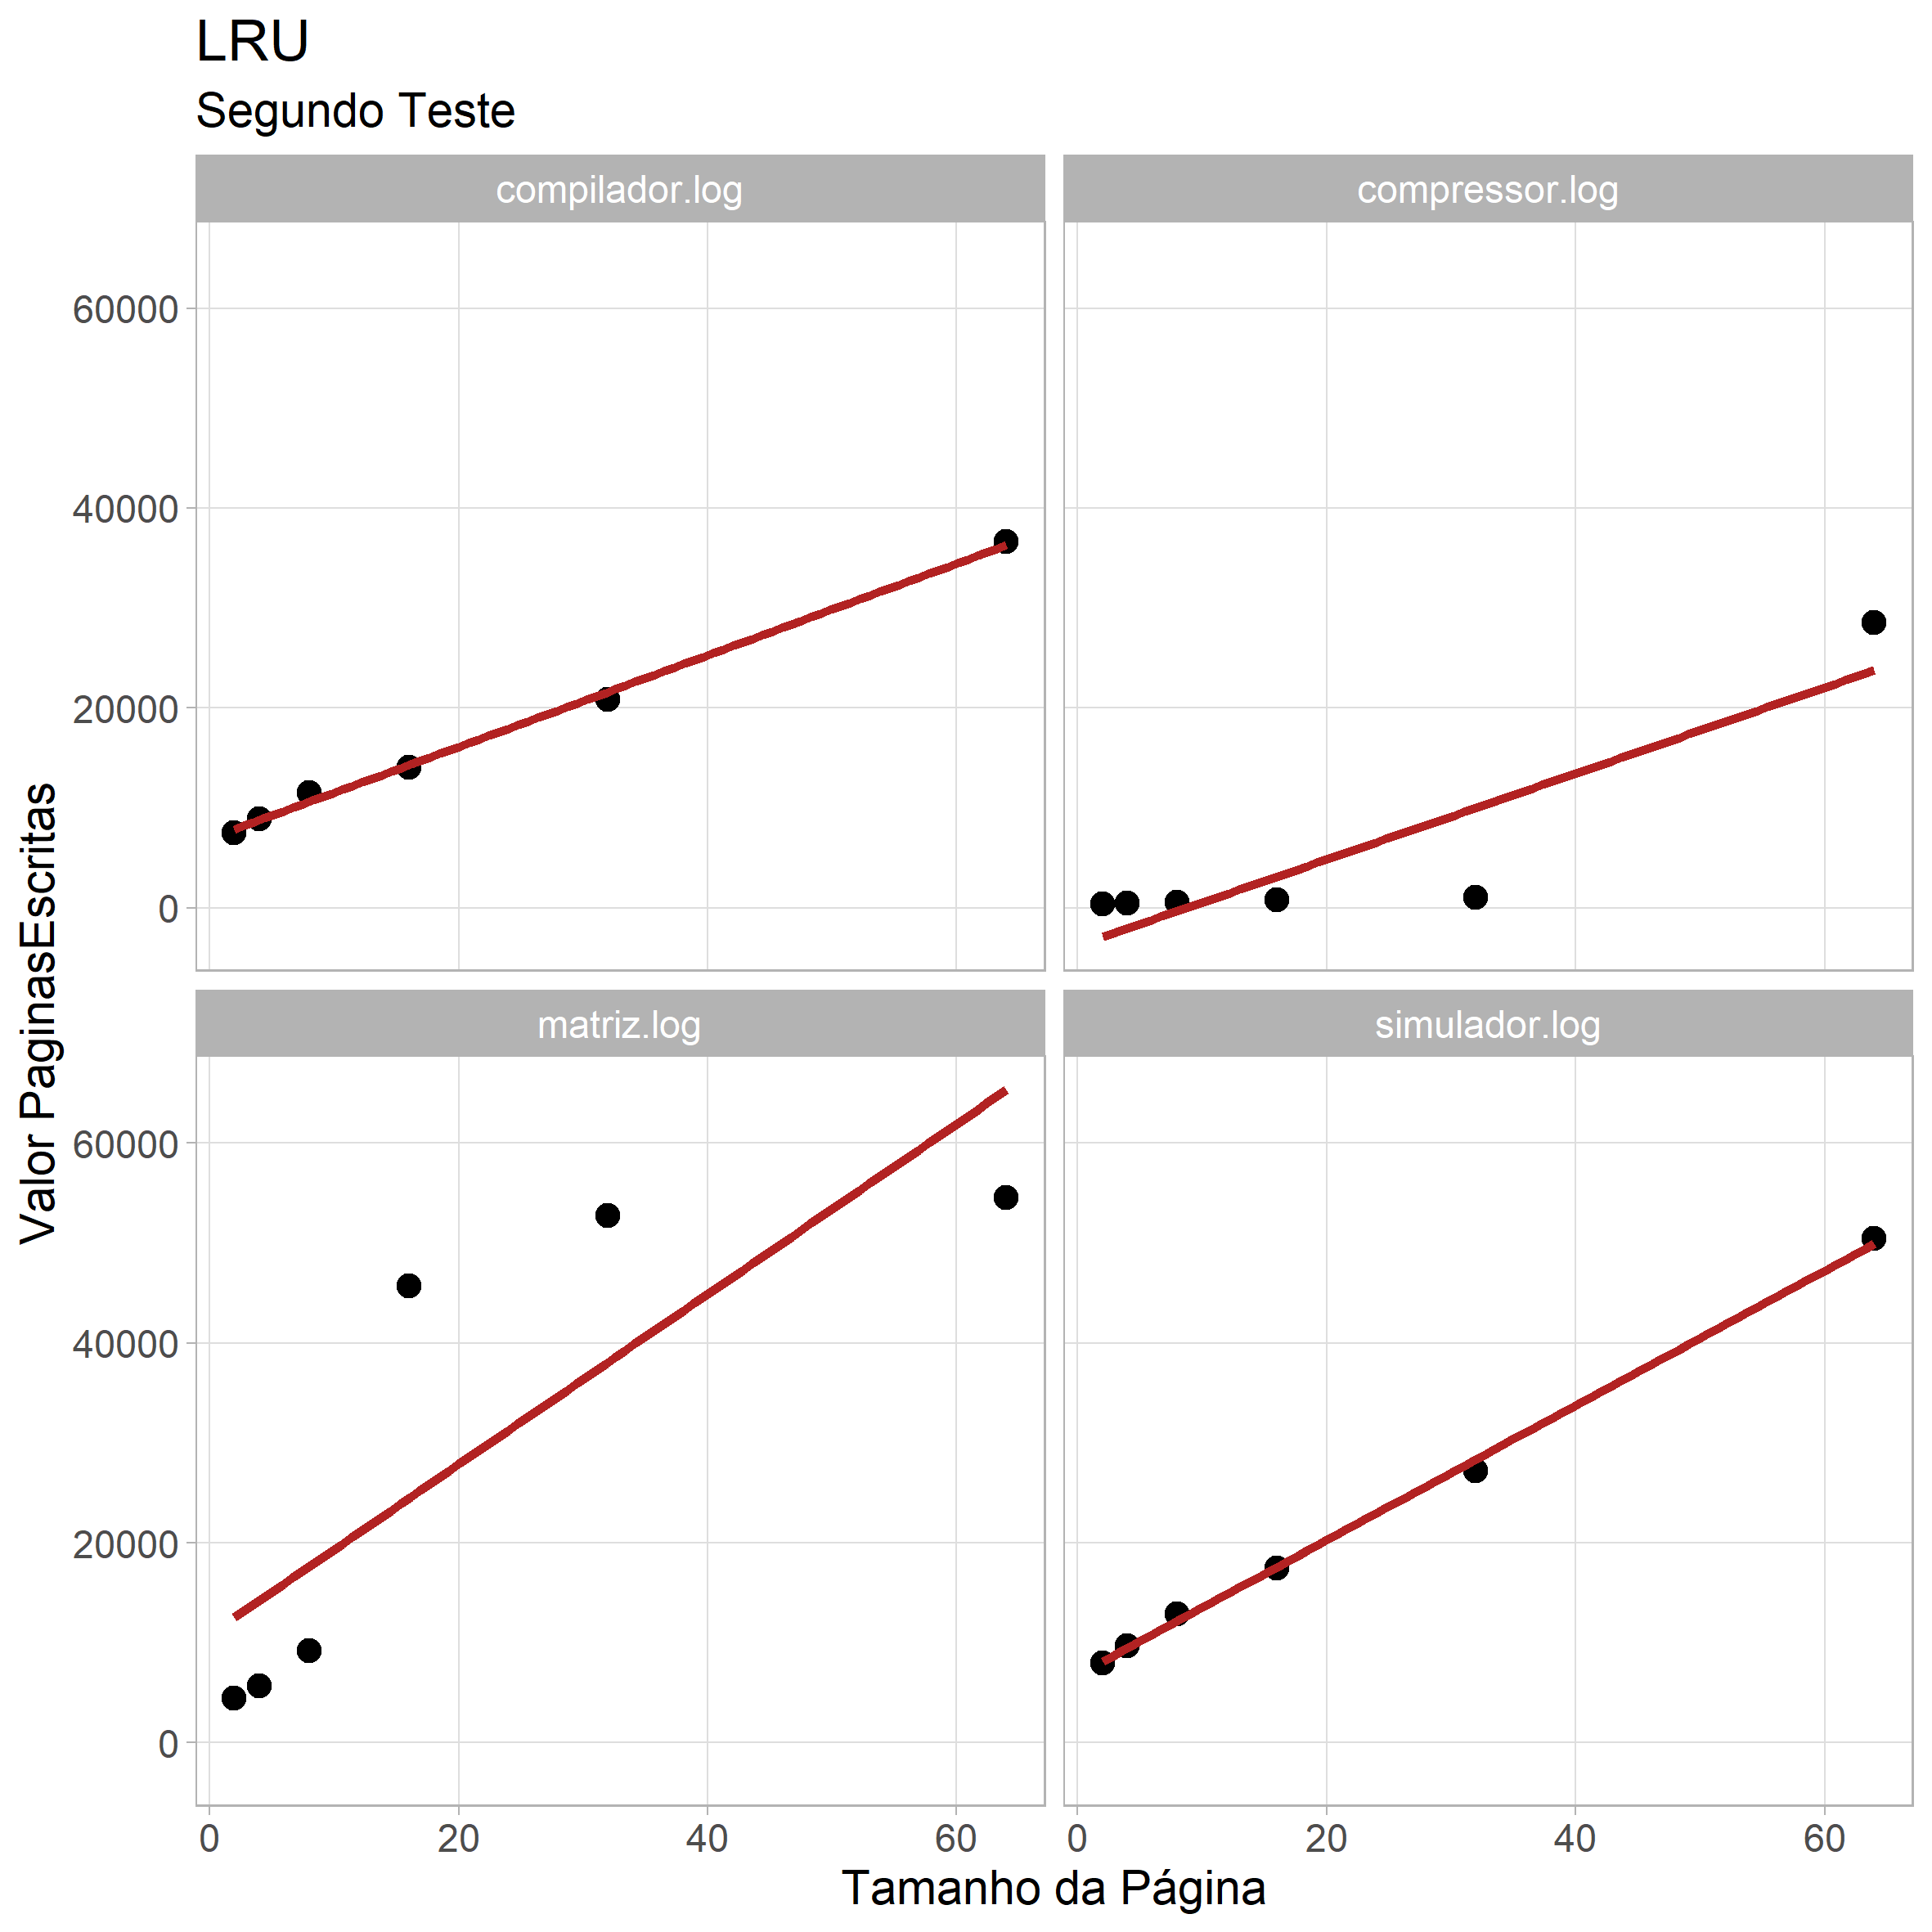 LRU
Segundo Teste
compilador.log
compressor.log
60000
40000
20000
0
matriz.log
simulador.log
60000
40000
20000
0
0 20 40 60
0 20 40 60
Tamanho da Página
Valor PaginasEscritas